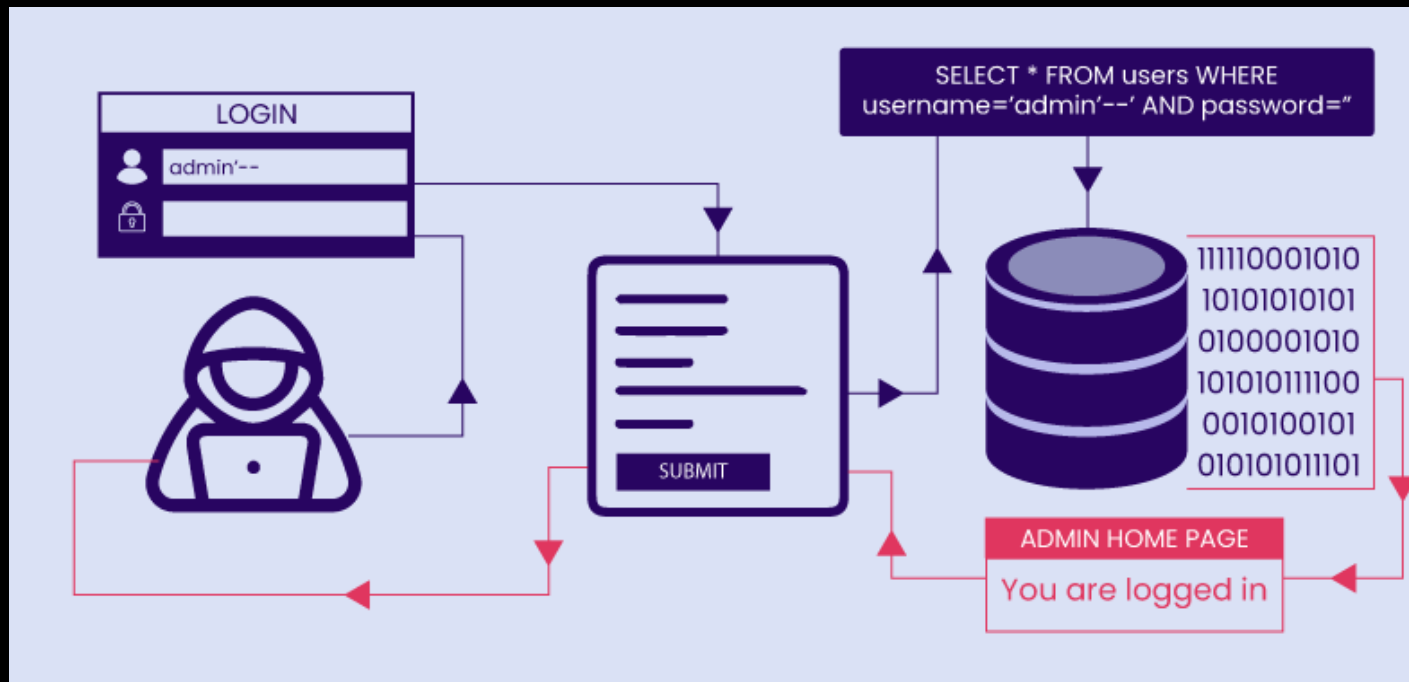 LOGIN
admin’--
SELECT * FROM users WHERE
username=’admin’--’ AND password=”
111110001010
10101010101
0100001010
101010111100
0010100101
010101011101
SUBMIT
ADMIN HOME PAGE
You are logged in